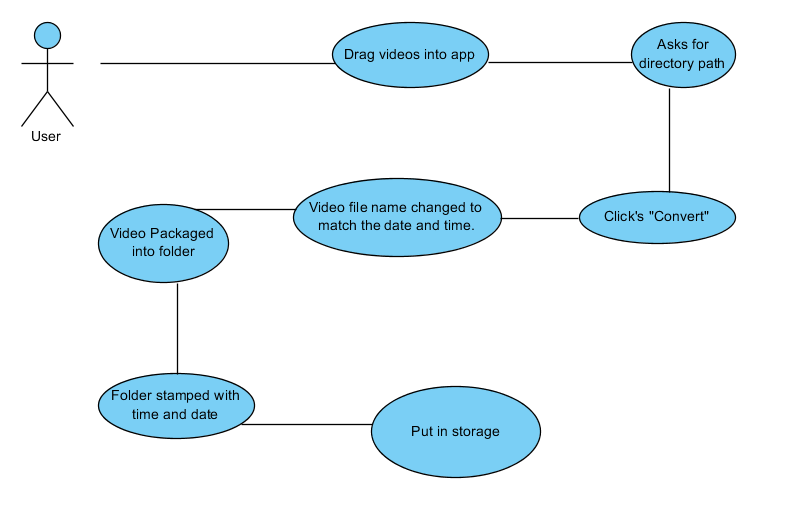 User
Drag videos into app
Asks for
directory path
Click's "Convert"
Video file name changed to
match the date and time.
Video Packaged
into folder
Folder stamped with
time and date
Put in storage